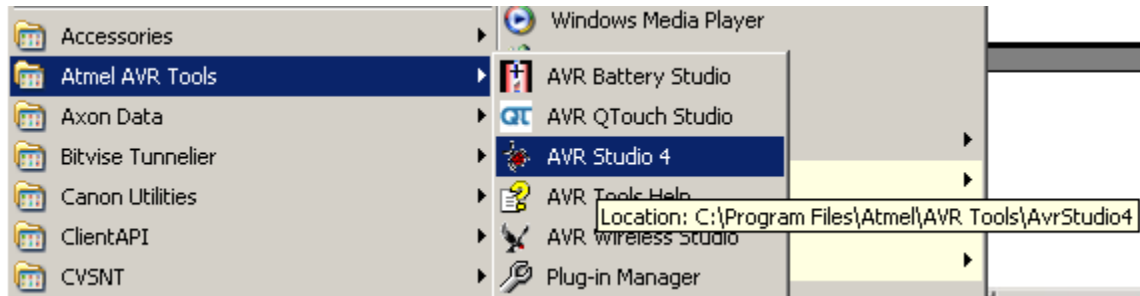 Windows Media Player
Accessories
Atmel AVR Tools
Axon Data
Bitvise Tunnelier
Canon Utilities
ClientAPI
CVSNT
AVR Battery Studio
QT AVR QTouch Studio
AVR Studio 4
AVR Tools Help
Location: C:\Program Files\Atmel\AVR Tools\AvrStudio4
AVR Wireless Studio
Plug-in Manager